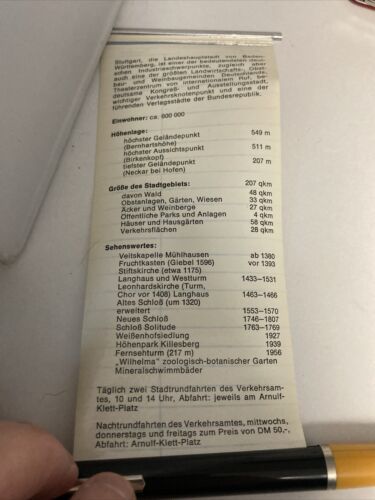 Stuttgart, die Landeshauptstadt von Baden-
Württemberg, ist einer der bedeutendsten deut-
schen Industrieschwerpunkte, zugleich aber
auch eine der größten Landwirtschafts-, Obst-
bau- und Weinbaugemeinden Deutschlands,
Theaterzentrum von internationalem Ruf, be-
deutsame Kongreß- und Ausstellungsstadt,
wichtiger Verkehrsknotenpunkt und eine der
führenden Verlagsstädte der Bundesrepublik.
Einwohner: ca. 600 000
Höhenlage:
höchster Geländepunkt 549 m
(Bernhartshöhe)
höchster Aussichtspunkt 511 m
(Birkenkopf)
tiefster Geländepunkt 207 m
(Neckar bei Hofen)
Größe des Stadtgebiets: 207 qkm
davon Wald 48 qkm
Obstanlagen, Gärten, Wiesen 33 qkm
Äcker und Weinberge 27 qkm
Öffentliche Parks und Anlagen 4 qkm
Häuser und Hausgärten 58 qkm
Verkehrsflächen 28 qkm
Sehenswertes:
Veitskapelle Mühlhausen ab 1380
Fruchtkasten (Giebel 1596) vor 1393
Stiftskirche (etwa 1175)
Langhaus und Westturm 1433–1531
Leonhardskirche (Turm,
Chor vor 1408) Langhaus 1463–1466
Altes Schloß (um 1320)
erweitert 1553–1570
Neues Schloß 1746–1807
Schloß Solitude 1763–1769
Weißenhofsiedlung 1927
Höhenpark Killesberg 1939
Fernsehturm (217 m) 1956
„Wilhelma" zoologisch-botanischer Garten
Mineralschwimmbäder
Täglich zwei Stadtrundfahrten des Verkehrsam-
tes, 10 und 14 Uhr, Abfahrt: jeweils am Arnulf-
Klett-Platz
Nachtrundfahrten des Verkehrsamtes, mittwochs,
donnerstags und freitags zum Preis von DM 50,-.
Abfahrt: Arnulf-Klett-Platz